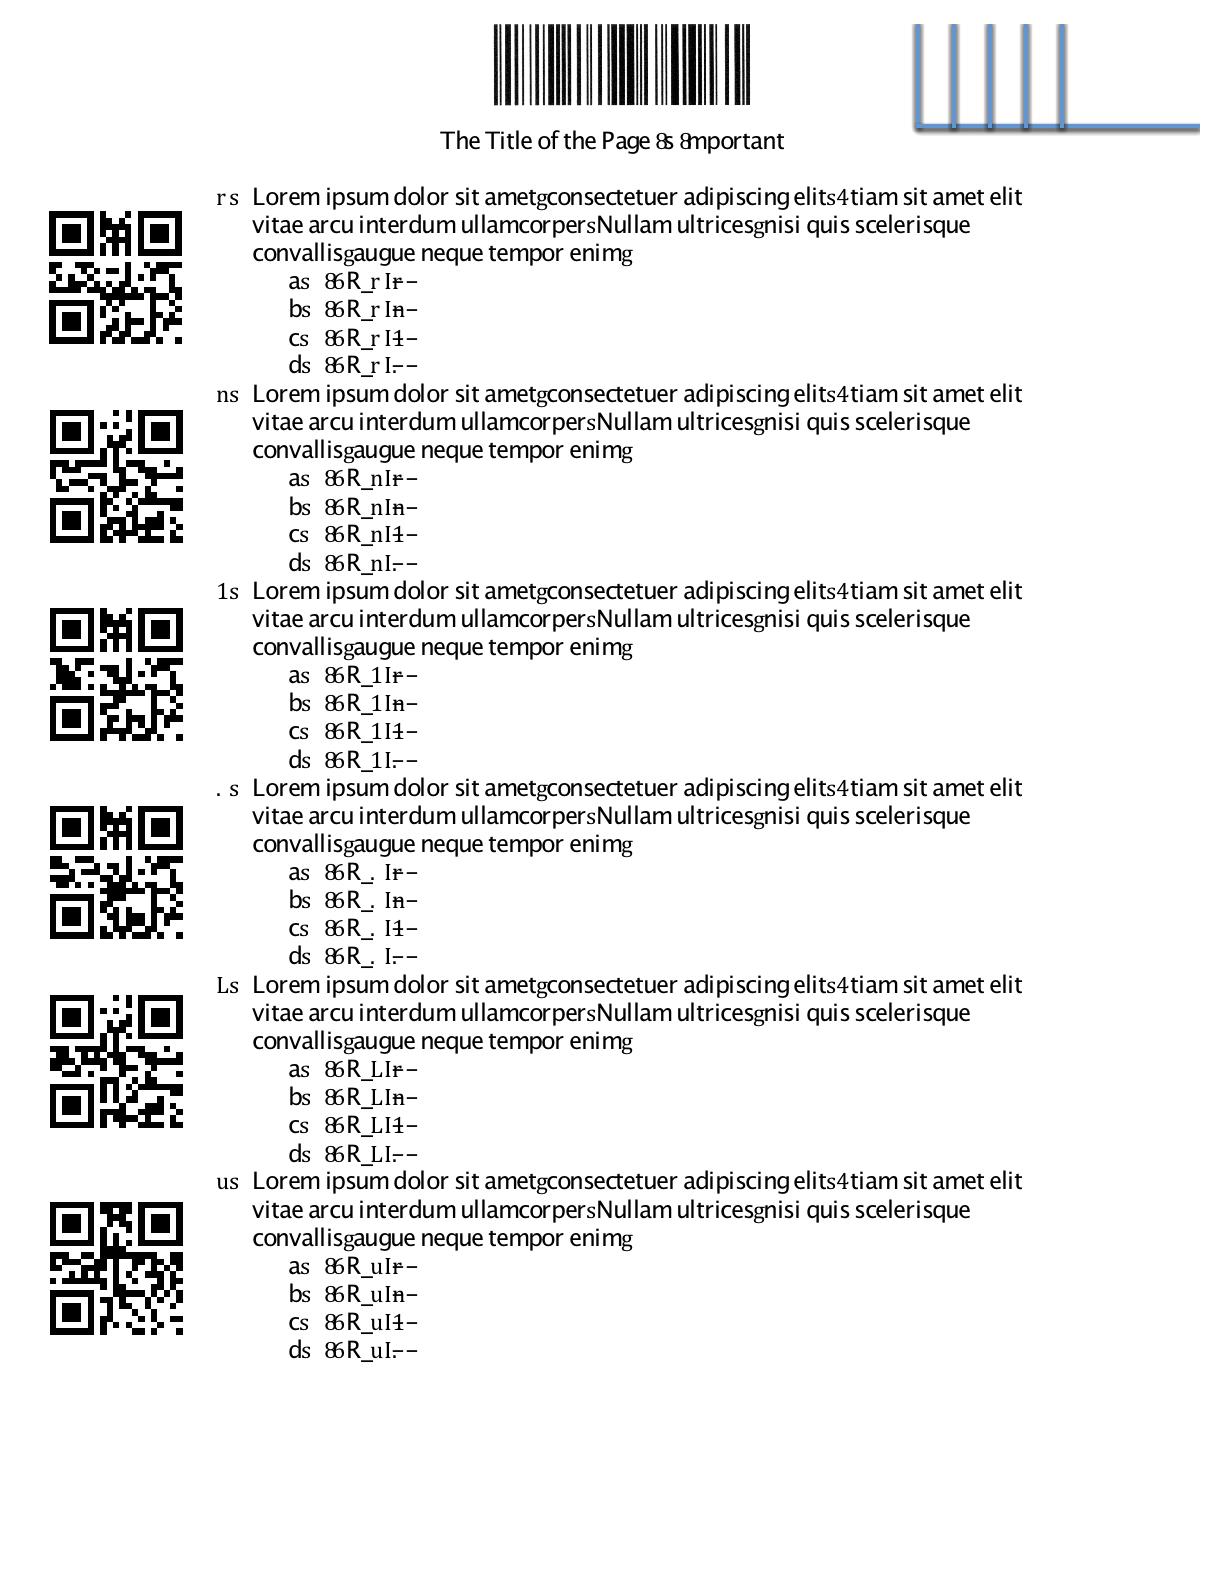 The Title of the Page 8s 8mportant
rs Lorem ipsum dolor sit ametgconsectetuer adipiscing elits4tiam sit amet elit
vitae arcu interdum ullamcorpersNullam ultricesgnisi quis scelerisque
convallisgaugue neque tempor enimg
as 86R_rIr--
bs 86R_rIn--
cs 86R_rI1--
ds 86R_rI.--
ns Lorem ipsum dolor sit ametgconsectetuer adipiscing elits4tiam sit amet elit
vitae arcu interdum ullamcorpersNullam ultricesgnisi quis scelerisque
convallisgaugue neque tempor enimg
as 86R_nIr--
bs 86R_nIn--
cs 86R_nI1--
ds 86R_nI.--
1s Lorem ipsum dolor sit ametgconsectetuer adipiscing elits4tiam sit amet elit
vitae arcu interdum ullamcorpersNullam ultricesgnisi quis scelerisque
convallisgaugue neque tempor enimg
as 86R_1Ir--
bs 86R_1In--
cs 86R_1I1--
ds 86R_1I.--
.s Lorem ipsum dolor sit ametgconsectetuer adipiscing elits4tiam sit amet elit
vitae arcu interdum ullamcorpersNullam ultricesgnisi quis scelerisque
convallisgaugue neque tempor enimg
as 86R_.Ir--
bs 86R_.In--
cs 86R_.I1--
ds 86R_.I.--
Ls Lorem ipsum dolor sit ametgconsectetuer adipiscing elits4tiam sit amet elit
vitae arcu interdum ullamcorpersNullam ultricesgnisi quis scelerisque
convallisgaugue neque tempor enimg
as 86R_LIr--
bs 86R_LIn--
cs 86R_LI1--
ds 86R_LI.--
us Lorem ipsum dolor sit ametgconsectetuer adipiscing elits4tiam sit amet elit
vitae arcu interdum ullamcorpersNullam ultricesgnisi quis scelerisque
convallisgaugue neque tempor enimg
as 86R_uIr--
bs 86R_uIn--
cs 86R_uI1--
ds 86R_uI.--